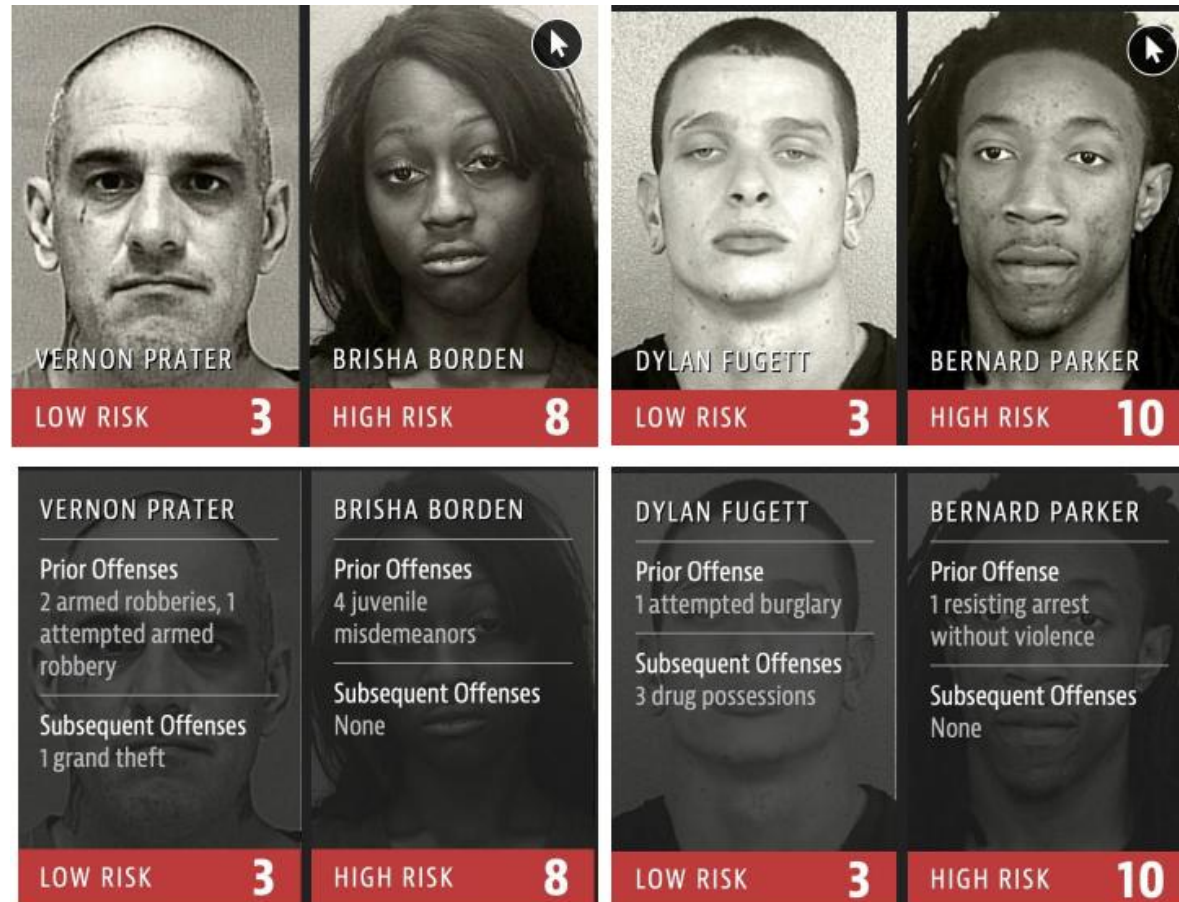 VERNON PRATER
LOW RISK 3
BRISHA BORDEN
HIGH RISK 8
DYLAN FUGETT
LOW RISK 3
BERNARD PARKER
HIGH RISK 10
VERNON PRATER
Prior Offenses
2 armed robberies, 1
attempted armed
robbery
Subsequent Offenses
1 grand theft
LOW RISK 3
BRISHA BORDEN
Prior Offenses
4 juvenile
misdemeanors
Subsequent Offenses
None
HIGH RISK 8
DYLAN FUGETT
Prior Offense
1 attempted burglary
Subsequent Offenses
3 drug possessions
LOW RISK 3
BERNARD PARKER
Prior Offense
1 resisting arrest
without violence
Subsequent Offenses
None
HIGH RISK 10